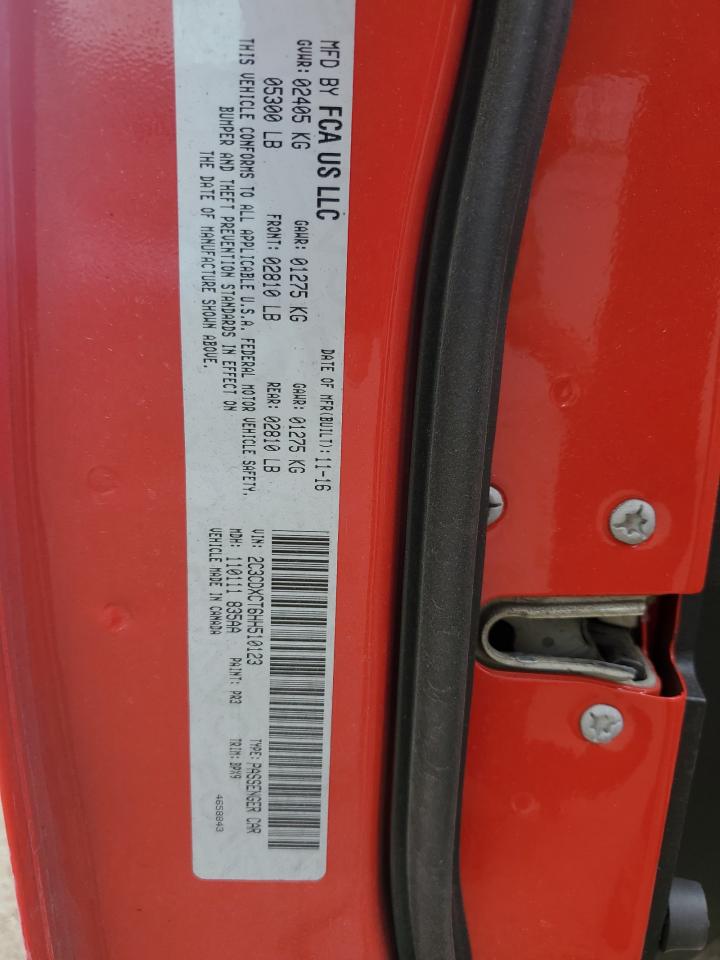 MFD BY FCA US LLC DATE OF MFR(BUILT): 11-16
GVWR: 02405 KG GAWR: 01275 KG GAWR: 01275 KG
05300 LB FRONT: 02810 LB REAR: 02810 LB
THIS VEHICLE CONFORMS TO ALL APPLICABLE U.S.A. FEDERAL MOTOR VEHICLE SAFETY,
BUMPER AND THEFT PREVENTION STANDARDS IN EFFECT ON
THE DATE OF MANUFACTURE SHOWN ABOVE.
VIN: 2C3CDXCT6HH510123 TYPE: PASSENGER CAR
MDH: 110111 835AA PAINT: PR3 TRIM: DPX9
VEHICLE MADE IN CANADA 4658843